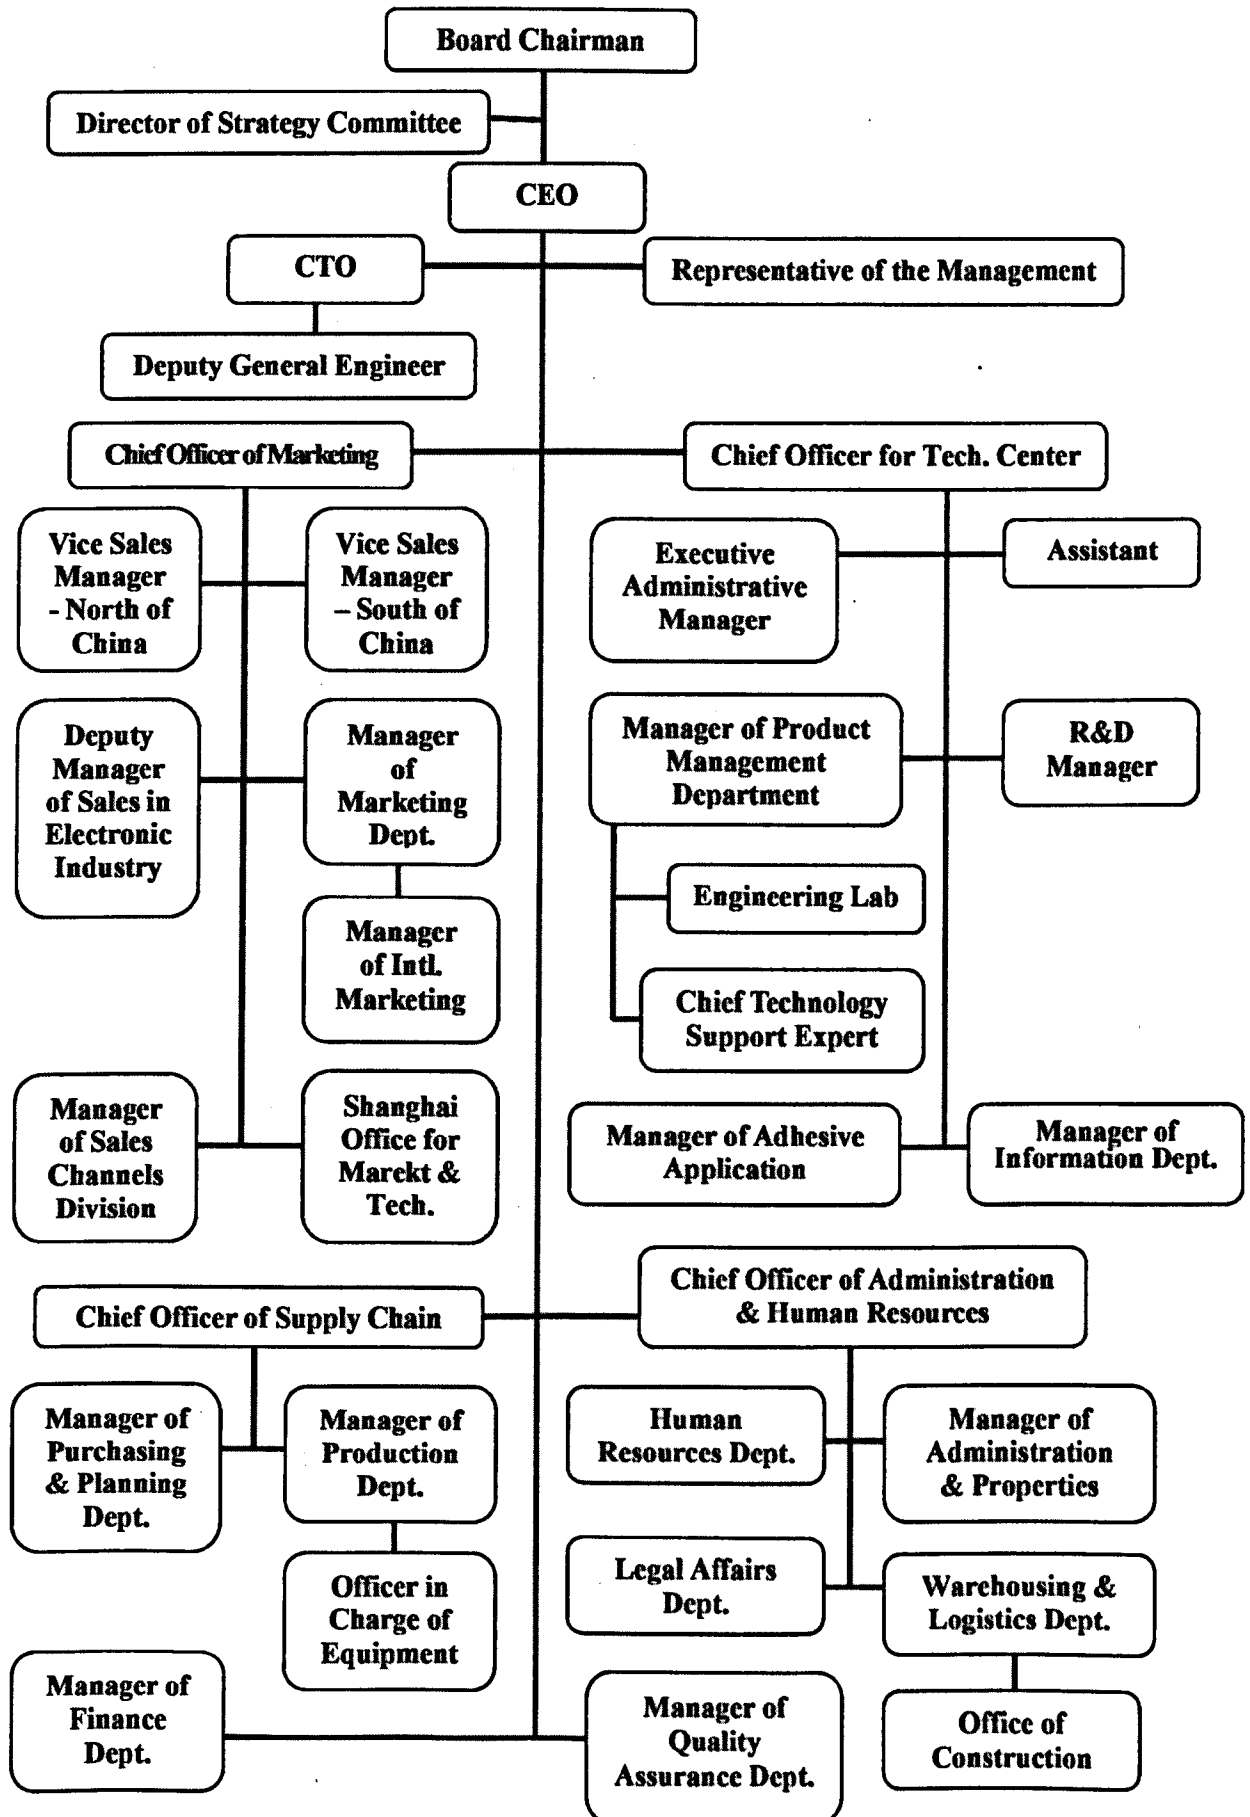 Board Chairman
Director of Strategy Committee
CEO
CTO
Representative of the Management
Deputy General Engineer
Chief Officer of Marketing
Chief Officer for Tech. Center
Vice Sales
Manager
- North of
China
Vice Sales
Manager
– South of
China
Executive
Administrative
Manager
Assistant
Deputy
Manager
of Sales in
Electronic
Industry
Manager
of
Marketing
Dept.
Manager of Product
Management
Department
R&D
Manager
Engineering Lab
Manager
of Intl.
Marketing
Chief Technology
Support Expert
Manager
of Sales
Channels
Division
Shanghai
Office for
Marekt &
Tech.
Manager of Adhesive
Application
Manager of
Information Dept.
Chief Officer of Supply Chain
Chief Officer of Administration
& Human Resources
Manager of
Purchasing
& Planning
Dept.
Manager of
Production
Dept.
Human
Resources Dept.
Manager of
Administration
& Properties
Officer in
Charge of
Equipment
Legal Affairs
Dept.
Warehousing &
Logistics Dept.
Manager of
Finance
Dept.
Manager of
Quality
Assurance Dept.
Office of
Construction